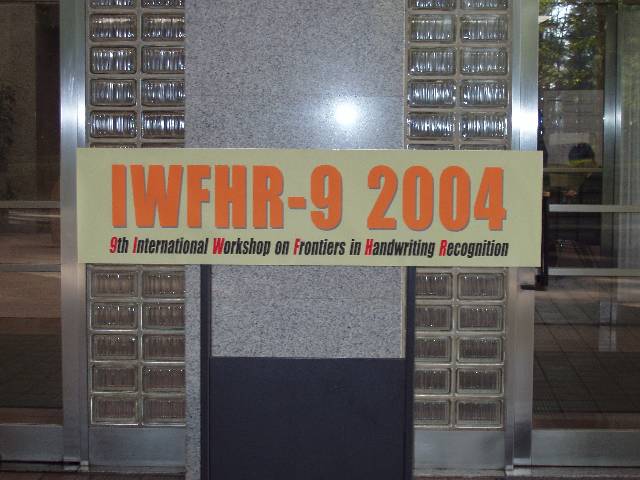 IWFHR-9 2004
9th International Workshop on Frontiers in Handwriting Recognition